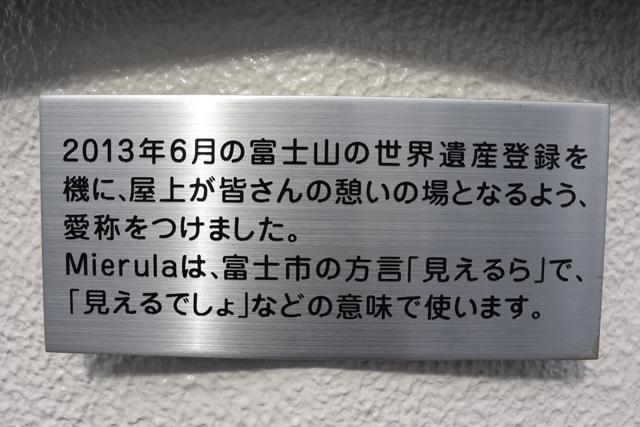 2013年6月の富士山の世界遺産登録を
機に、屋上が皆さんの憩いの場となるよう、
愛称をつけました。
Mierulaは、富士市の方言「見えるら」で、
「見えるでしょ」などの意味で使います。